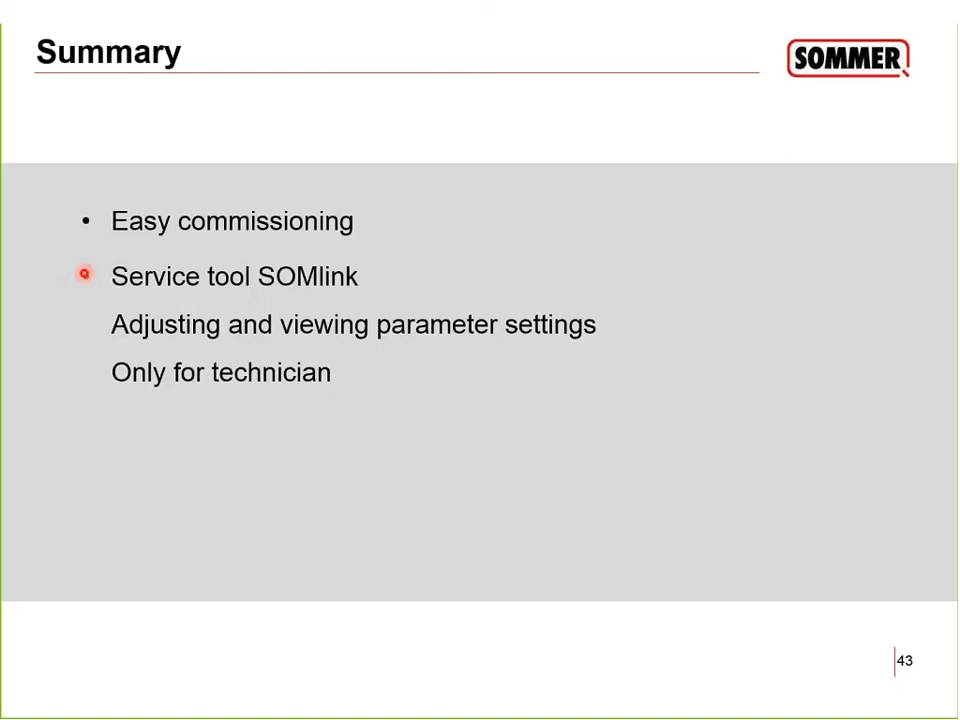 Summary
SOMMER
• Easy commissioning
Service tool SOMlink
Adjusting and viewing parameter settings
Only for technician
43